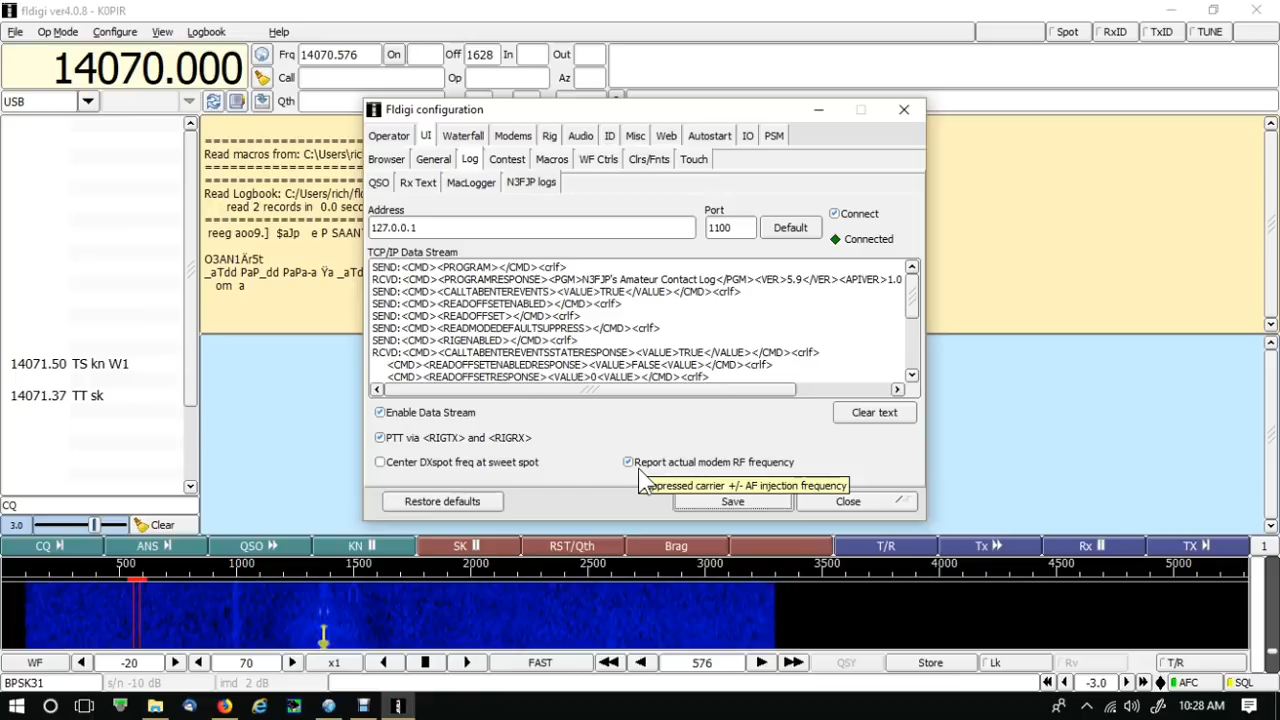 fldigi ver4.0.8 - K0PIR
File Op Mode Configure View Logbook Help
Spot RxID TxID TUNE
14070.000
Frq 14070.576 On Off 1628 In Out
Call Op Az
USB
Qth
Read macros from: C:\Users\ric
Read Logbook: C:/Users/rich/fl
read 2 records in 0.0 seco
reeg aoo9.] $aJp e P SAAN
O3AN1Är5t
_aTdd PaP_dd PaPa-a Ÿa _aTd
om a
14071.50 TS kn W1
14071.37 TT sk
CQ
3.0 Clear
Fldigi configuration
Operator UI Waterfall Modems Rig Audio ID Misc Web Autostart IO PSM
Browser General Log Contest Macros WF Ctrls Clrs/Fnts Touch
QSO Rx Text MacLogger N3FJP logs
Address Port
127.0.0.1 1100 Default
Connect
Connected
TCP/IP Data Stream
SEND:<CMD><PROGRAM></CMD><crlf>
RCVD:<CMD><PROGRAMRESPONSE><PGM>N3FJP's Amateur Contact Log</PGM><VER>5.9</VER><APIVER>1.0
SEND:<CMD><CALLTABENTEREVENTS><VALUE>TRUE</VALUE></CMD><crlf>
SEND:<CMD><READOFFSETENABLED></CMD><crlf>
SEND:<CMD><READOFFSET></CMD><crlf>
SEND:<CMD><READMODEDEFAULTSUPPRESS></CMD><crlf>
SEND:<CMD><RIGENABLED></CMD><crlf>
RCVD:<CMD><CALLTABENTEREVENTSSTATERESPONSE><VALUE>TRUE</VALUE></CMD><crlf>
<CMD><READOFFSETENABLEDRESPONSE><VALUE>FALSE<VALUE></CMD><crlf>
<CMD><READOFFSETRESPONSE><VALUE>0<VALUE></CMD><crlf>
Enable Data Stream Clear text
PTT via <RIGTX> and <RIGRX>
Center DXspot freq at sweet spot Report actual modem RF frequency
ppressed carrier +/- AF injection frequency
Restore defaults Save Close
CQ ANS QSO KN SK RST/Qth Brag T/R Tx Rx TX 1
500 1000 1500 2000 2500 3000 3500 4000 4500 5000
WF -20 70 x1 FAST 576 QSY Store Lk Rv T/R
BPSK31 s/n -10 dB imd 2 dB -3.0 AFC SQL
10:28 AM